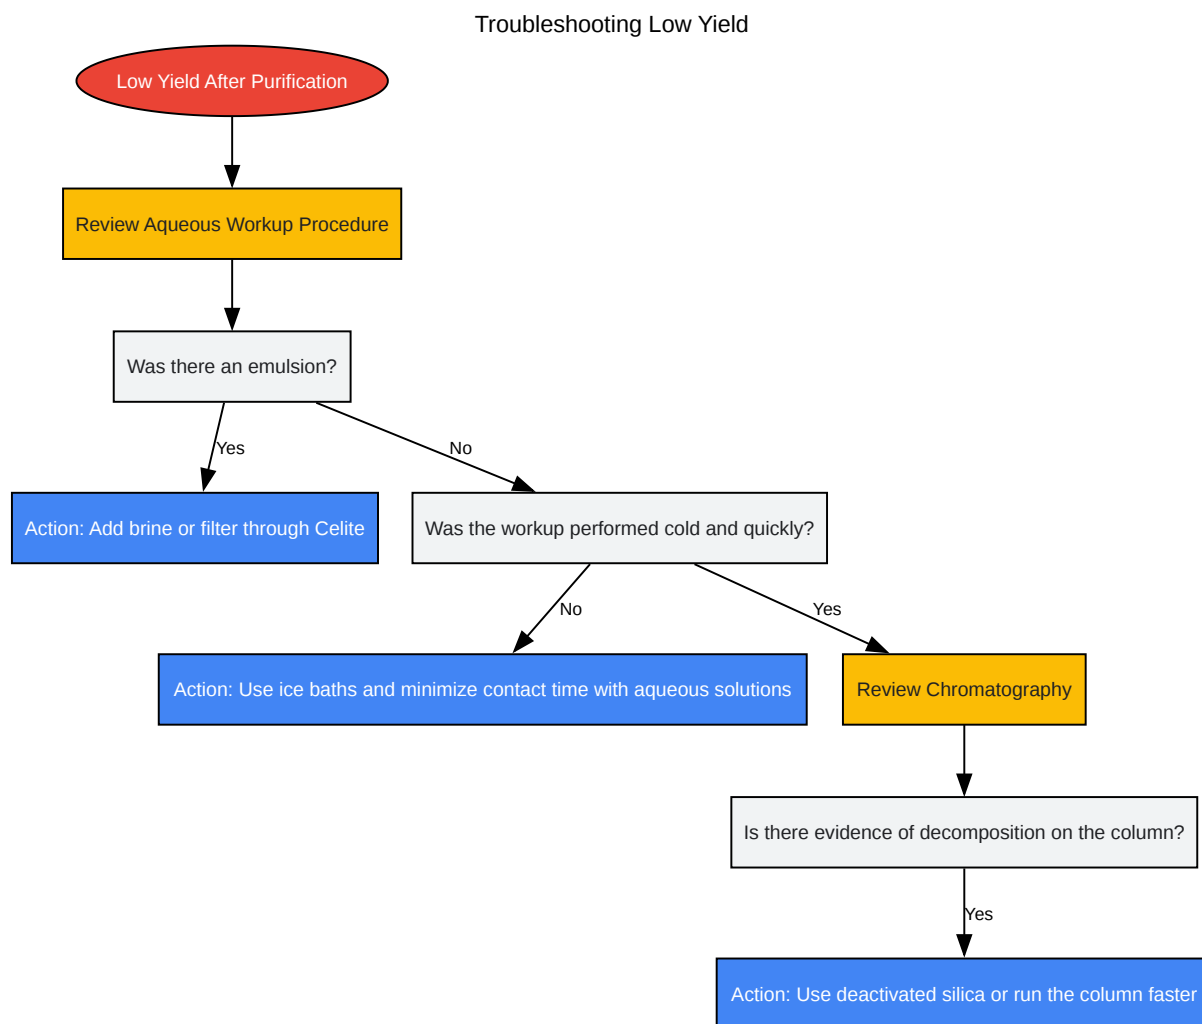 Troubleshooting Low Yield
Low Yield After Purification
Review Aqueous Workup Procedure
Was there an emulsion?
Yes
No
Action: Add brine or filter through Celite
Was the workup performed cold and quickly?
No
Yes
Action: Use ice baths and minimize contact time with aqueous solutions
Review Chromatography
Is there evidence of decomposition on the column?
Yes
Action: Use deactivated silica or run the column faster